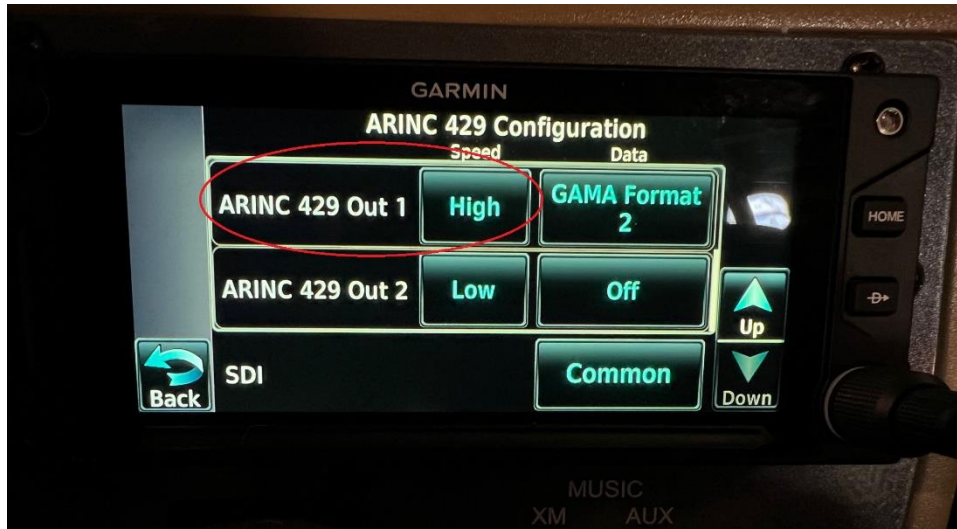 GARMIN
ARINC 429 Configuration
Speed Data
ARINC 429 Out 1 High GAMA Format 2
ARINC 429 Out 2 Low Off
Up
SDI Common
Back Down
HOME
D
MUSIC
XM AUX